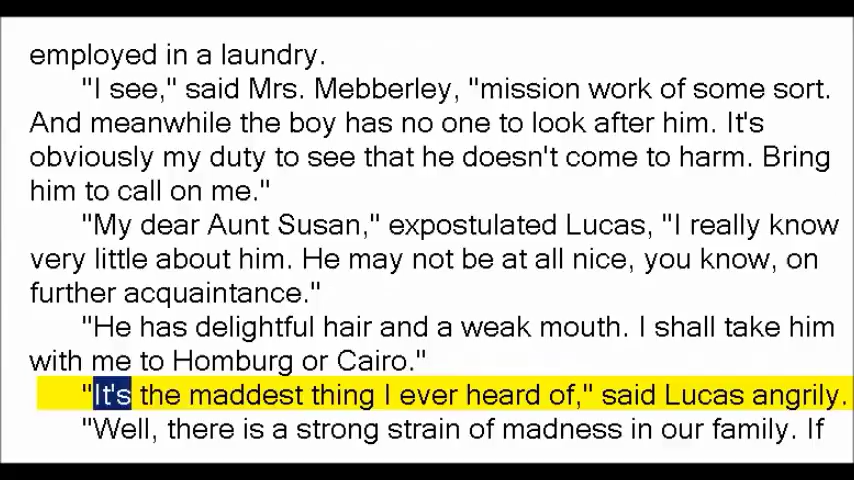 employed in a laundry.
"I see," said Mrs. Mebberley, "mission work of some sort.
And meanwhile the boy has no one to look after him. It's
obviously my duty to see that he doesn't come to harm. Bring
him to call on me."
"My dear Aunt Susan," expostulated Lucas, "I really know
very little about him. He may not be at all nice, you know, on
further acquaintance."
"He has delightful hair and a weak mouth. I shall take him
with me to Homburg or Cairo."
"It's the maddest thing I ever heard of," said Lucas angrily.
"Well, there is a strong strain of madness in our family. If